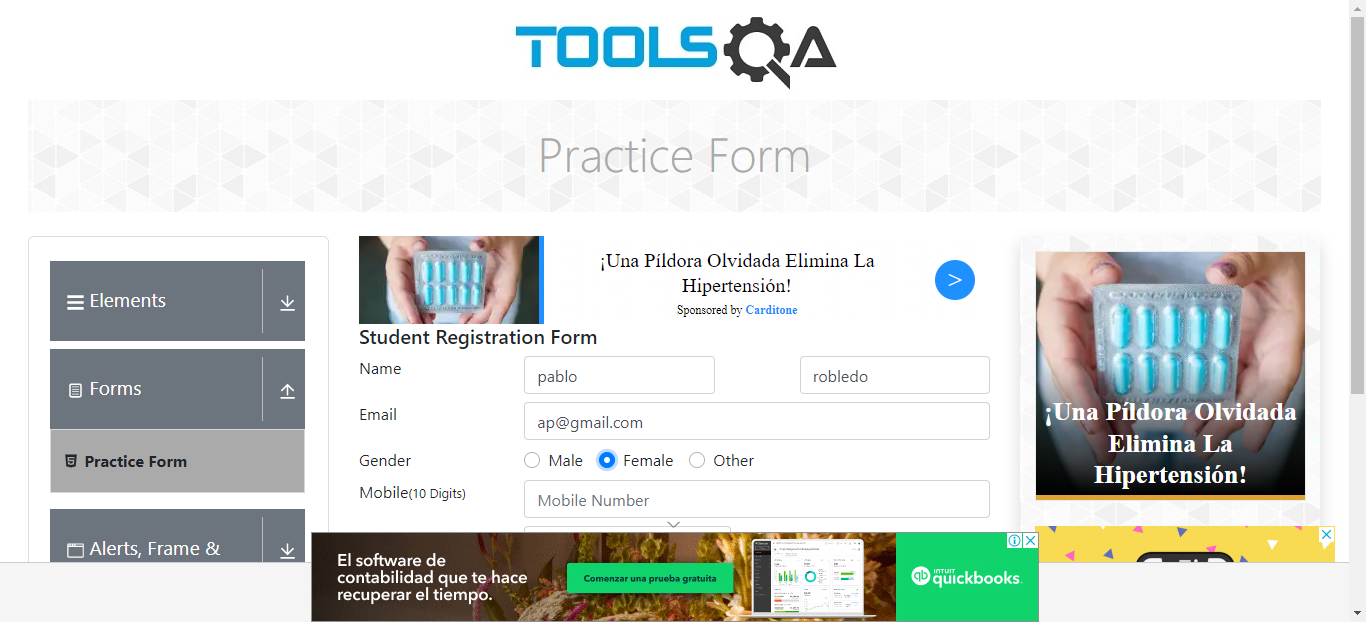 TOOLSQA
Practice Form
Elements
Forms
Practice Form
Alerts, Frame &
¡Una Píldora Olvidada Elimina La
Hipertensión!
Sponsored by Carditone
>
Student Registration Form
Name
pablo
robledo
Email
ap@gmail.com
Gender
Male
Female
Other
Mobile(10 Digits)
Mobile Number
¡Una Píldora Olvidada
Elimina La
Hipertensión!
El software de
contabilidad que te hace
recuperar el tiempo.
Comenzar una prueba gratuita
INTUIT
quickbooks.